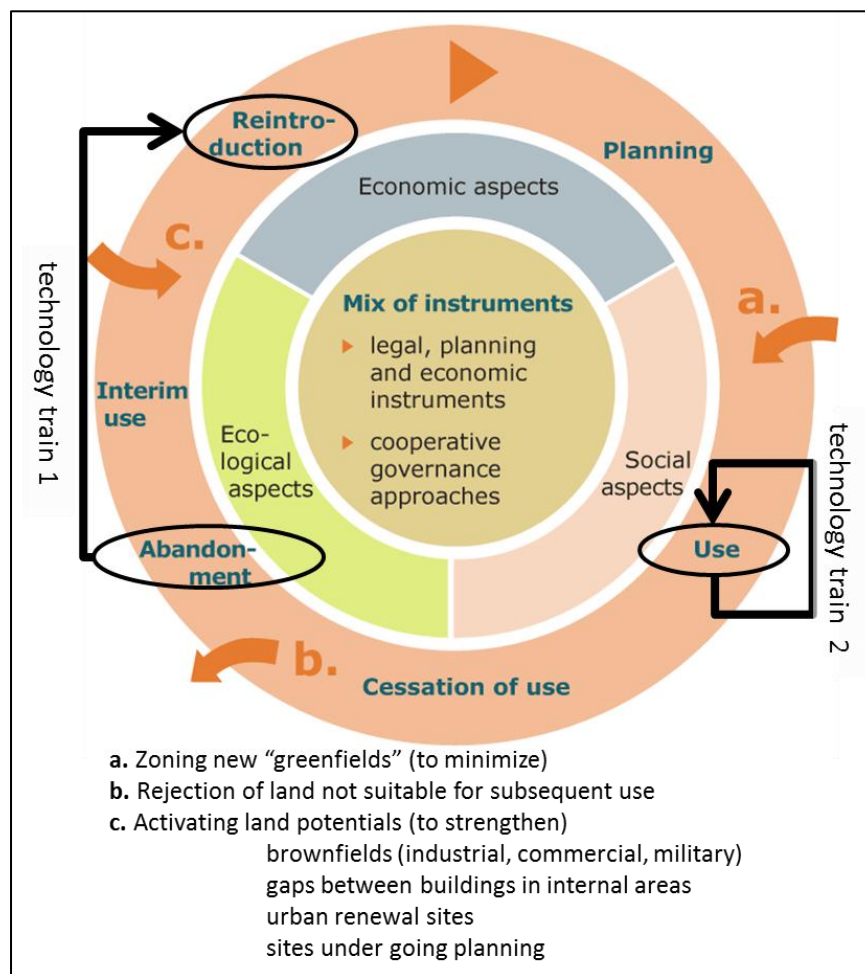 Reintro-
duction
Planning
Economic aspects
c.
technology train 1
Mix of instruments
legal, planning
and economic
instruments
cooperative
governance
approaches
a.
Interim
use
Eco-
logical
aspects
Social
aspects
technology train 2
Abandon-
ment
Use
b.
Cessation of use
a. Zoning new “greenfields” (to minimize)
b. Rejection of land not suitable for subsequent use
c. Activating land potentials (to strengthen)
brownfields (industrial, commercial, military)
gaps between buildings in internal areas
urban renewal sites
sites under going planning